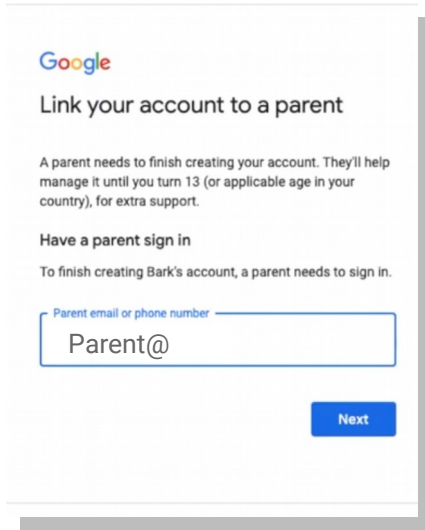 Google
Link your account to a parent
A parent needs to finish creating your account. They'll help
manage it until you turn 13 (or applicable age in your
country), for extra support.
Have a parent sign in
To finish creating Bark's account, a parent needs to sign in.
Parent email or phone number
Parent@
Next